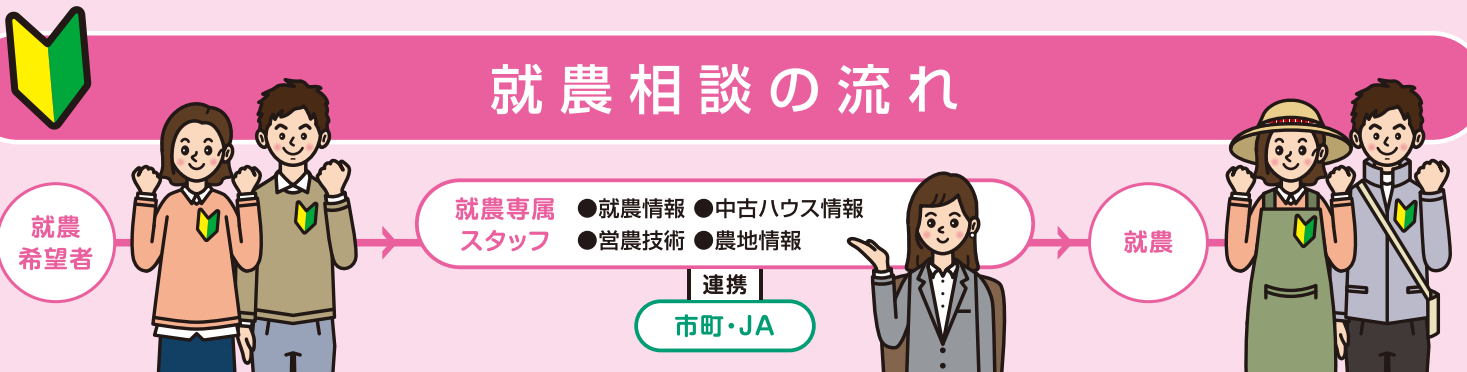 就農相談の流れ
就農
希望者
就農専属
スタッフ
●就農情報 ●中古ハウス情報
●営農技術 ●農地情報
連携
市町・JA
就農